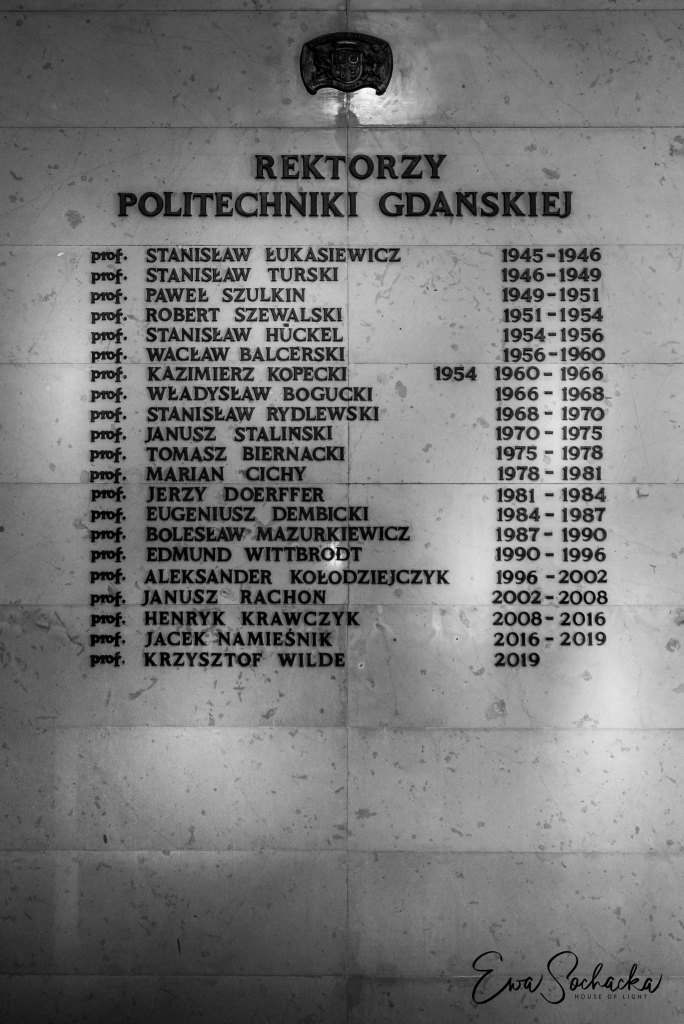 REKTORZY
POLITECHNIKI GDAŃSKIEJ
prof. STANISŁAW ŁUKASIEWICZ 1945-1946
prof. STANISŁAW TURSKI 1946-1949
prof. PAWEŁ SZULKIN 1949-1951
prof. ROBERT SZEWALSKI 1951-1954
prof. STANISŁAW HÜCKEL 1954-1956
prof. WACŁAW BALCERSKI 1956-1960
prof. KAZIMIERZ KOPECKI 1954 1960-1966
prof. WŁADYSŁAW BOGUCKI 1966-1968
prof. STANISŁAW RYDLEWSKI 1968-1970
prof. JANUSZ STALIŃSKI 1970-1975
prof. TOMASZ BIERNACKI 1975-1978
prof. MARIAN CICHY 1978-1981
prof. JERZY DOERFFER 1981-1984
prof. EUGENIUSZ DEMBICKI 1984-1987
prof. BOLESŁAW MAZURKIEWICZ 1987-1990
prof. EDMUND WITTBRODT 1990-1996
prof. ALEKSANDER KOŁODZIEJCZYK 1996-2002
prof. JANUSZ RACHOŃ 2002-2008
prof. HENRYK KRAWCZYK 2008-2016
prof. JACEK NAMIEŚNIK 2016-2019
prof. KRZYSZTOF WILDE 2019
Ewa Sochacka
HOUSE OF LIGHT